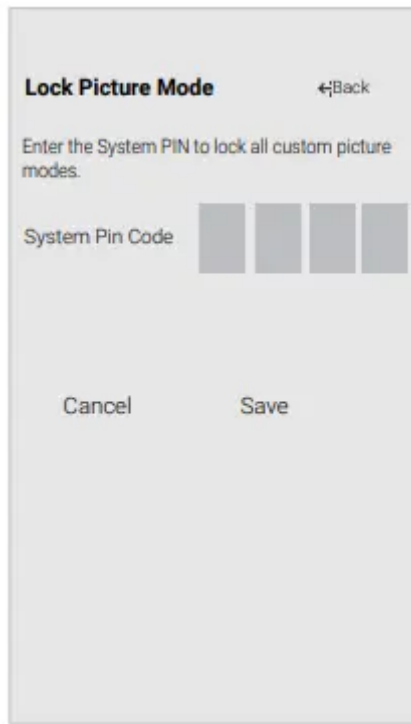 Lock Picture Mode ←Back
Enter the System PIN to lock all custom picture
modes.
System Pin Code
Cancel Save